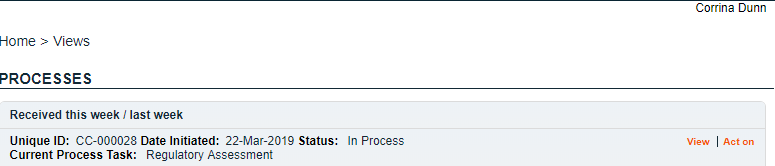 Corrina Dunn
Home > Views
PROCESSES
Received this week / last week
Unique ID: CC-000028 Date Initiated: 22-Mar-2019 Status: In Process View | Act on
Current Process Task: Regulatory Assessment